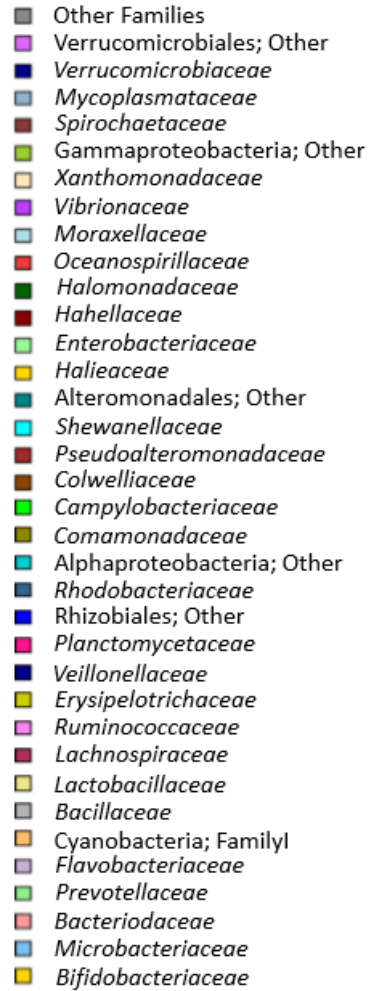 Other Families
Verrucomicrobiales; Other
Verrucomicrobiaceae
Mycoplasmataceae
Spirochaetaceae
Gammaproteobacteria; Other
Xanthomonadaceae
Vibrionaceae
Moraxellaceae
Oceanospirillaceae
Halomonadaceae
Hahellaceae
Enterobacteriaceae
Halieaceae
Alteromonadales; Other
Shewanellaceae
Pseudoalteromonadaceae
Colwelliaceae
Campylobacteriaceae
Comamonadaceae
Alphaproteobacteria; Other
Rhodobacteriaceae
Rhizobiales; Other
Planctomycetaceae
Veillonellaceae
Erysipelotrichaceae
Ruminococcaceae
Lachnospiraceae
Lactobacillaceae
Bacillaceae
Cyanobacteria; FamilyI
Flavobacteriaceae
Prevotellaceae
Bacteriodaceae
Microbacteriaceae
Bifidobacteriaceae